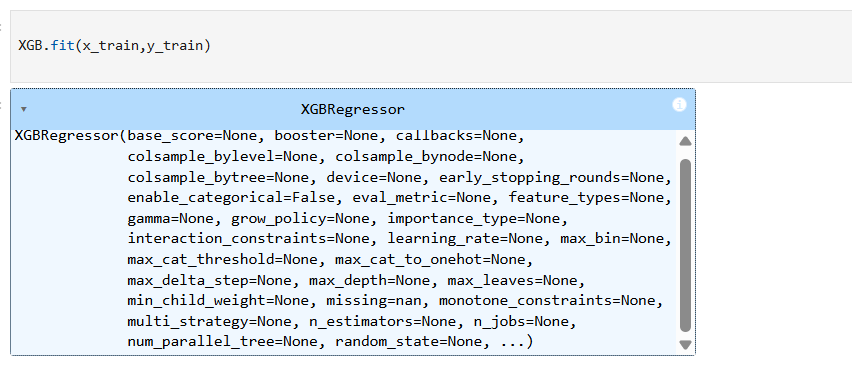 XGB.fit(x_train,y_train)
XGBRegressor
XGBRegressor(base_score=None, booster=None, callbacks=None,
colsample_bylevel=None, colsample_bynode=None,
colsample_bytree=None, device=None, early_stopping_rounds=None,
enable_categorical=False, eval_metric=None, feature_types=None,
gamma=None, grow_policy=None, importance_type=None,
interaction_constraints=None, learning_rate=None, max_bin=None,
max_cat_threshold=None, max_cat_to_onehot=None,
max_delta_step=None, max_depth=None, max_leaves=None,
min_child_weight=None, missing=nan, monotone_constraints=None,
multi_strategy=None, n_estimators=None, n_jobs=None,
num_parallel_tree=None, random_state=None, ...)